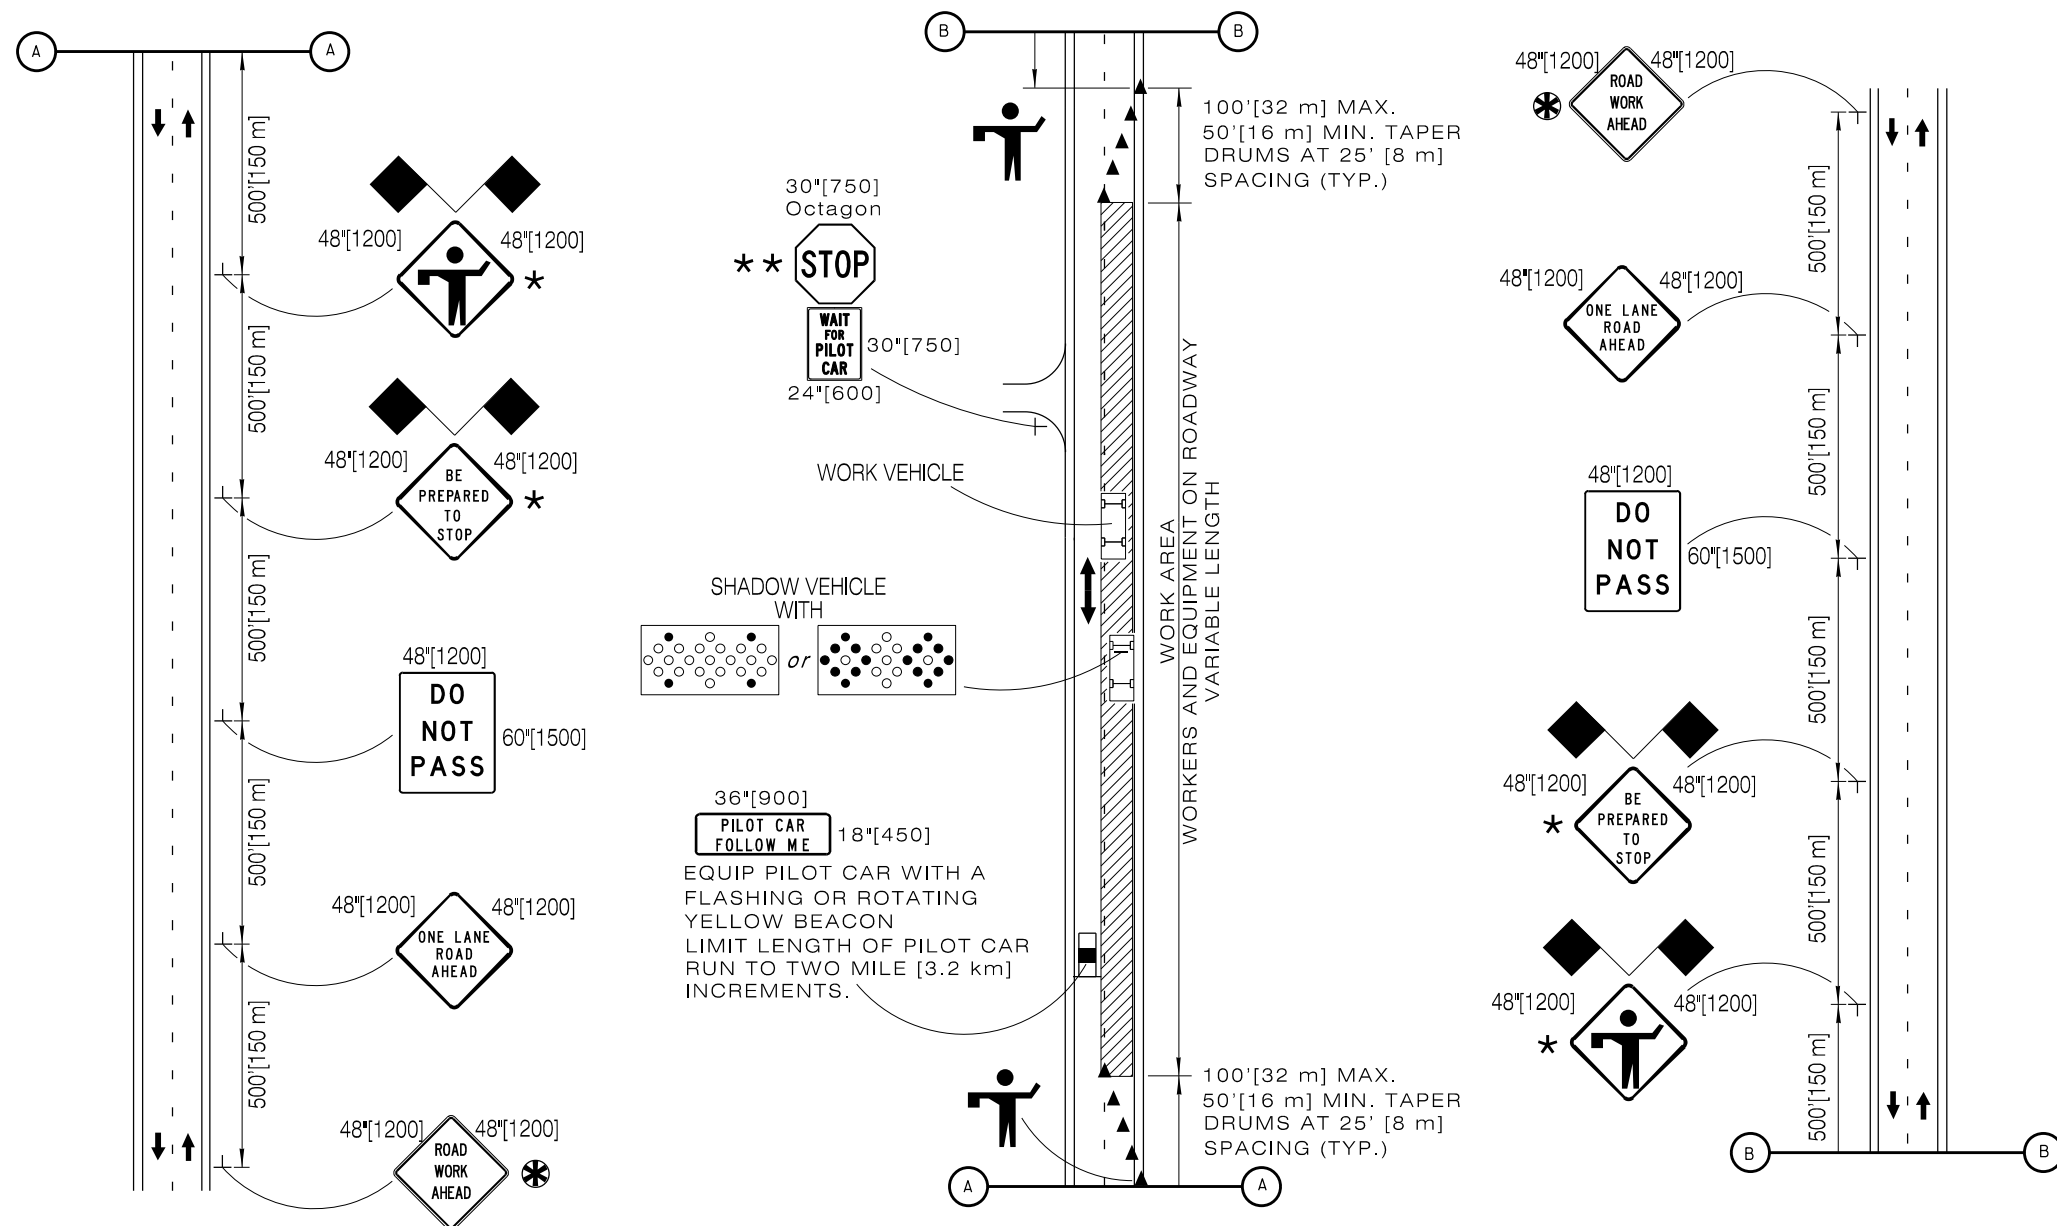 A
A
500'[150 m]
48"[1200]
48"[1200]
*
500'[150 m]
48"[1200]
48"[1200]
BE
PREPARED
TO
STOP
*
500'[150 m]
48"[1200]
DO
NOT
PASS
60"[1500]
500'[150 m]
48"[1200]
48"[1200]
ONE LANE
ROAD
AHEAD
500'[150 m]
48"[1200]
48"[1200]
ROAD
WORK
AHEAD
*
B
B
100'[32 m] MAX.
50'[16 m] MIN. TAPER
DRUMS AT 25' [8 m]
SPACING (TYP.)
30"[750]
Octagon
**
STOP
WAIT
FOR
PILOT
CAR
30"[750]
24"[600]
WORK VEHICLE
SHADOW VEHICLE
WITH
or
WORK AREA
WORKERS AND EQUIPMENT ON ROADWAY
VARIABLE LENGTH
36"[900]
PILOT CAR
FOLLOW ME
18"[450]
EQUIP PILOT CAR WITH A
FLASHING OR ROTATING
YELLOW BEACON
LIMIT LENGTH OF PILOT CAR
RUN TO TWO MILE [3.2 km]
INCREMENTS.
100'[32 m] MAX.
50'[16 m] MIN. TAPER
DRUMS AT 25' [8 m]
SPACING (TYP.)
A
A
48"[1200]
48"[1200]
ROAD
WORK
AHEAD
*
500'[150 m]
48"[1200]
48"[1200]
ONE LANE
ROAD
AHEAD
500'[150 m]
48"[1200]
DO
NOT
PASS
60"[1500]
500'[150 m]
48"[1200]
48"[1200]
BE
PREPARED
TO
STOP
*
500'[150 m]
48"[1200]
48"[1200]
*
500'[150 m]
B
B